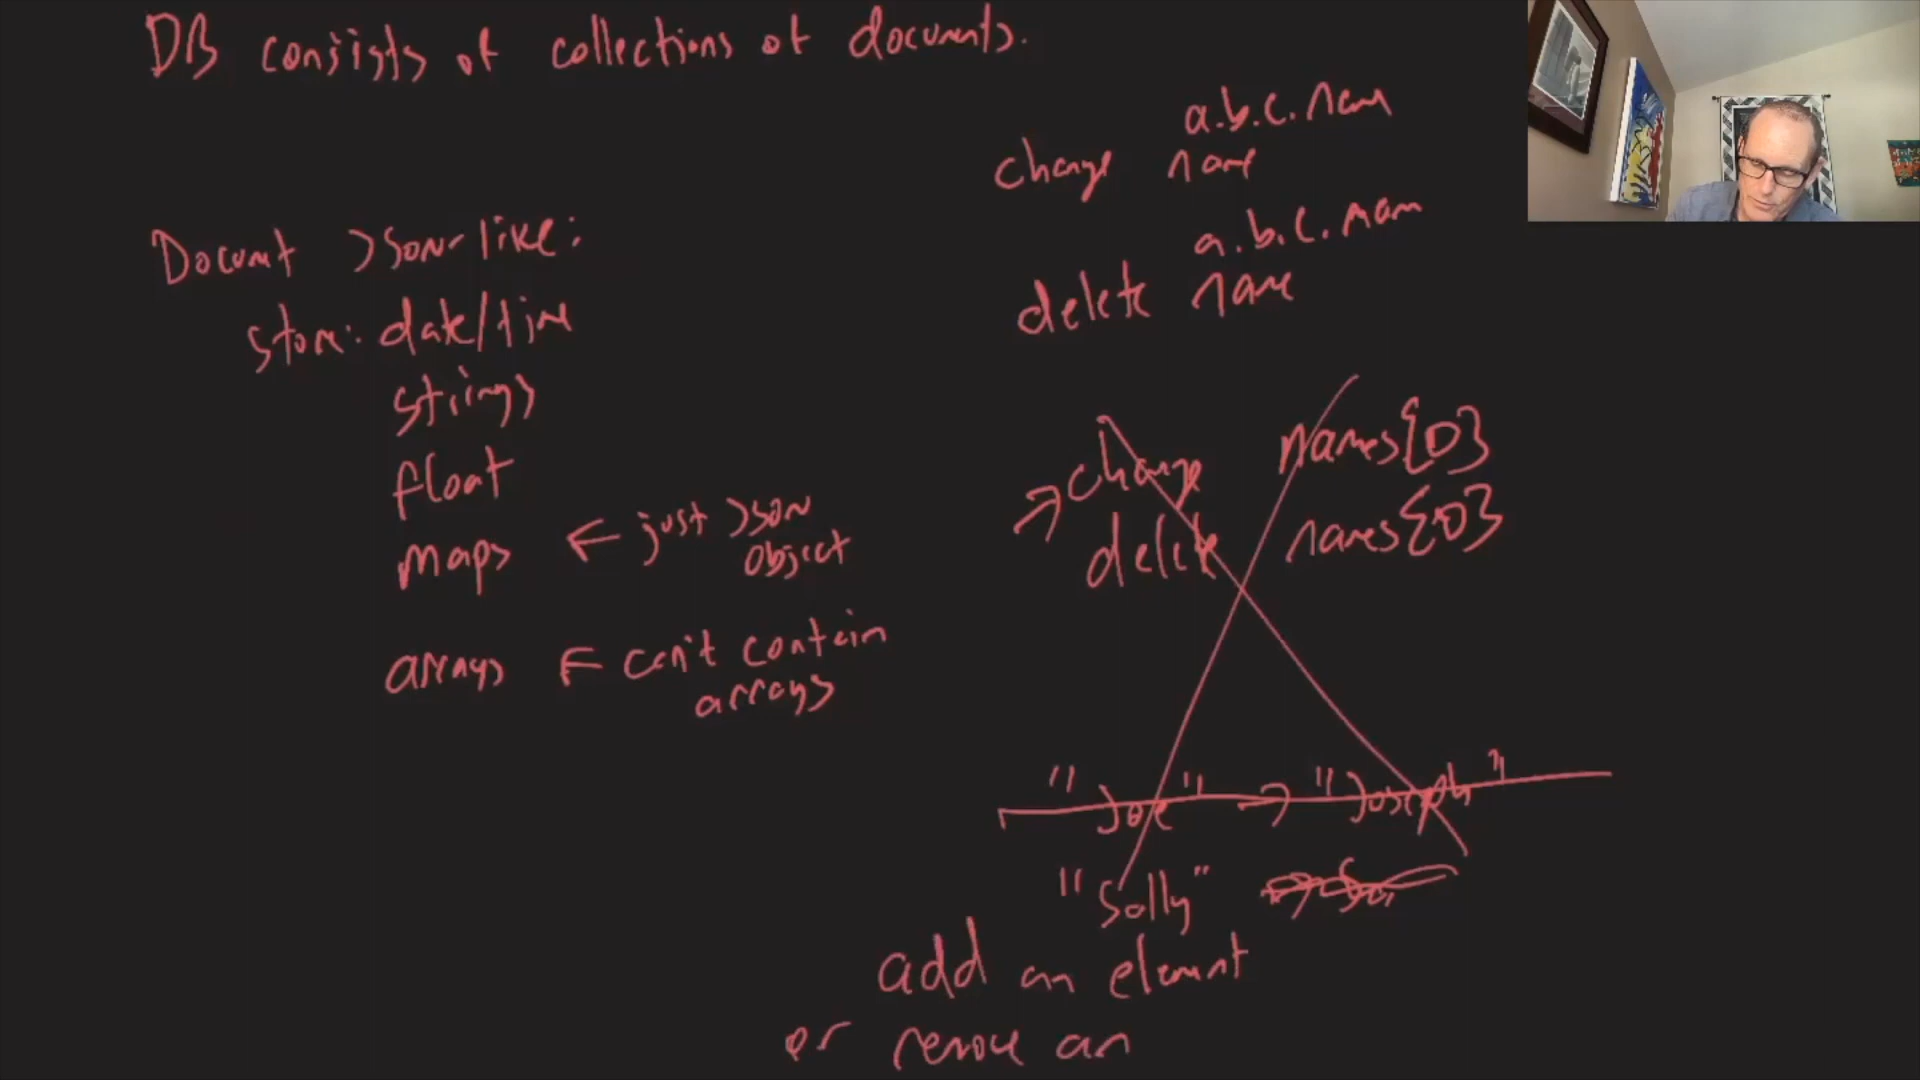 DB consists of collections of documents.
a.b.c.name
change name
a.b.c.name
delete name
Document JSON-like:
store: date/time
strings
float
maps ← just JSON
object
arrays ← can't contain
arrays
→ change names[0]
delete names[0]
"Joe" → "Joseph"
"Sally"
add an element
or remove an